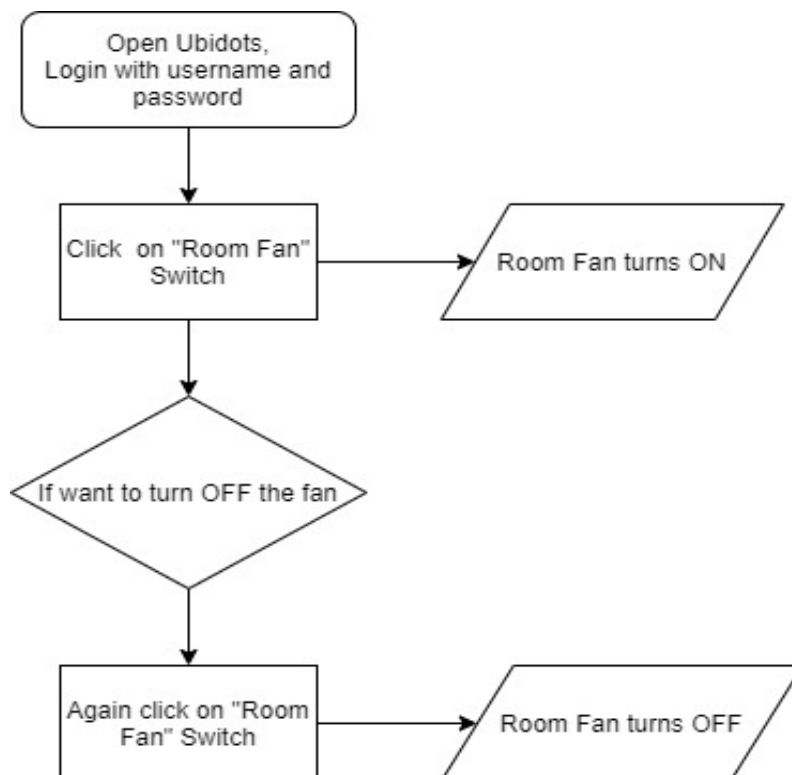 Open Ubidots,
Login with username and
password
Click on "Room Fan"
Switch
Room Fan turns ON
If want to turn OFF the fan
Again click on "Room
Fan" Switch
Room Fan turns OFF